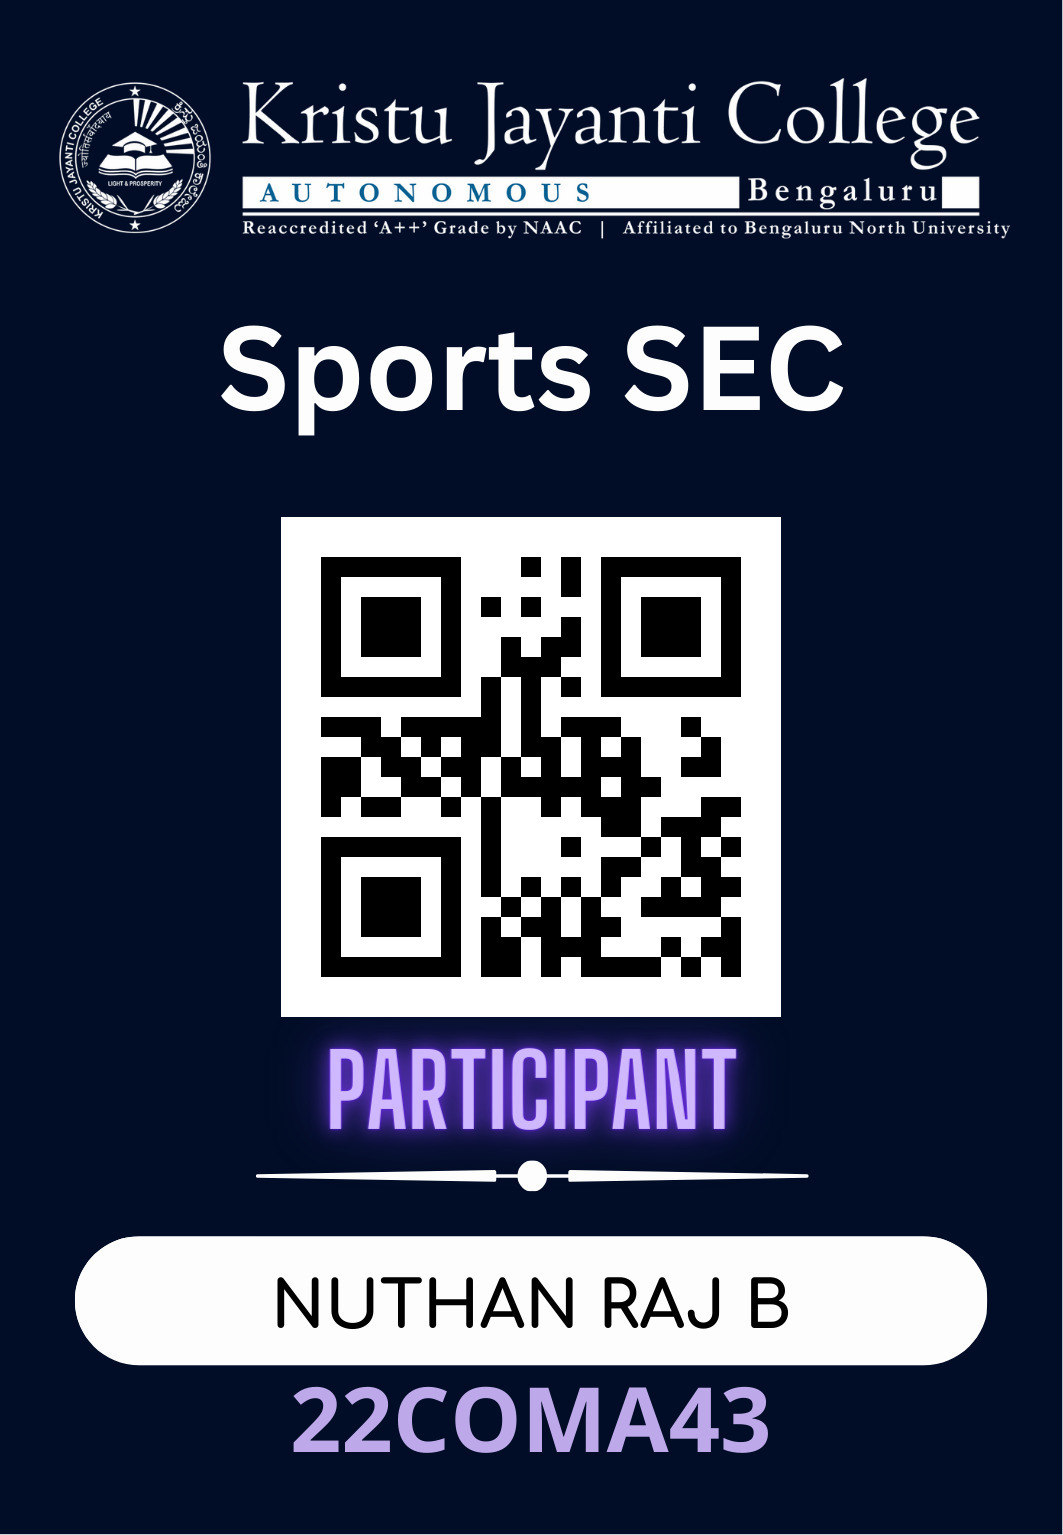 KRISTU JAYANTI COLLEGE
LIGHT & PROSPERITY
Kristu Jayanti College
AUTONOMOUS Bengaluru
Reaccredited ‘A++’ Grade by NAAC | Affiliated to Bengaluru North University
Sports SEC
PARTICIPANT
NUTHAN RAJ B
22COMA43